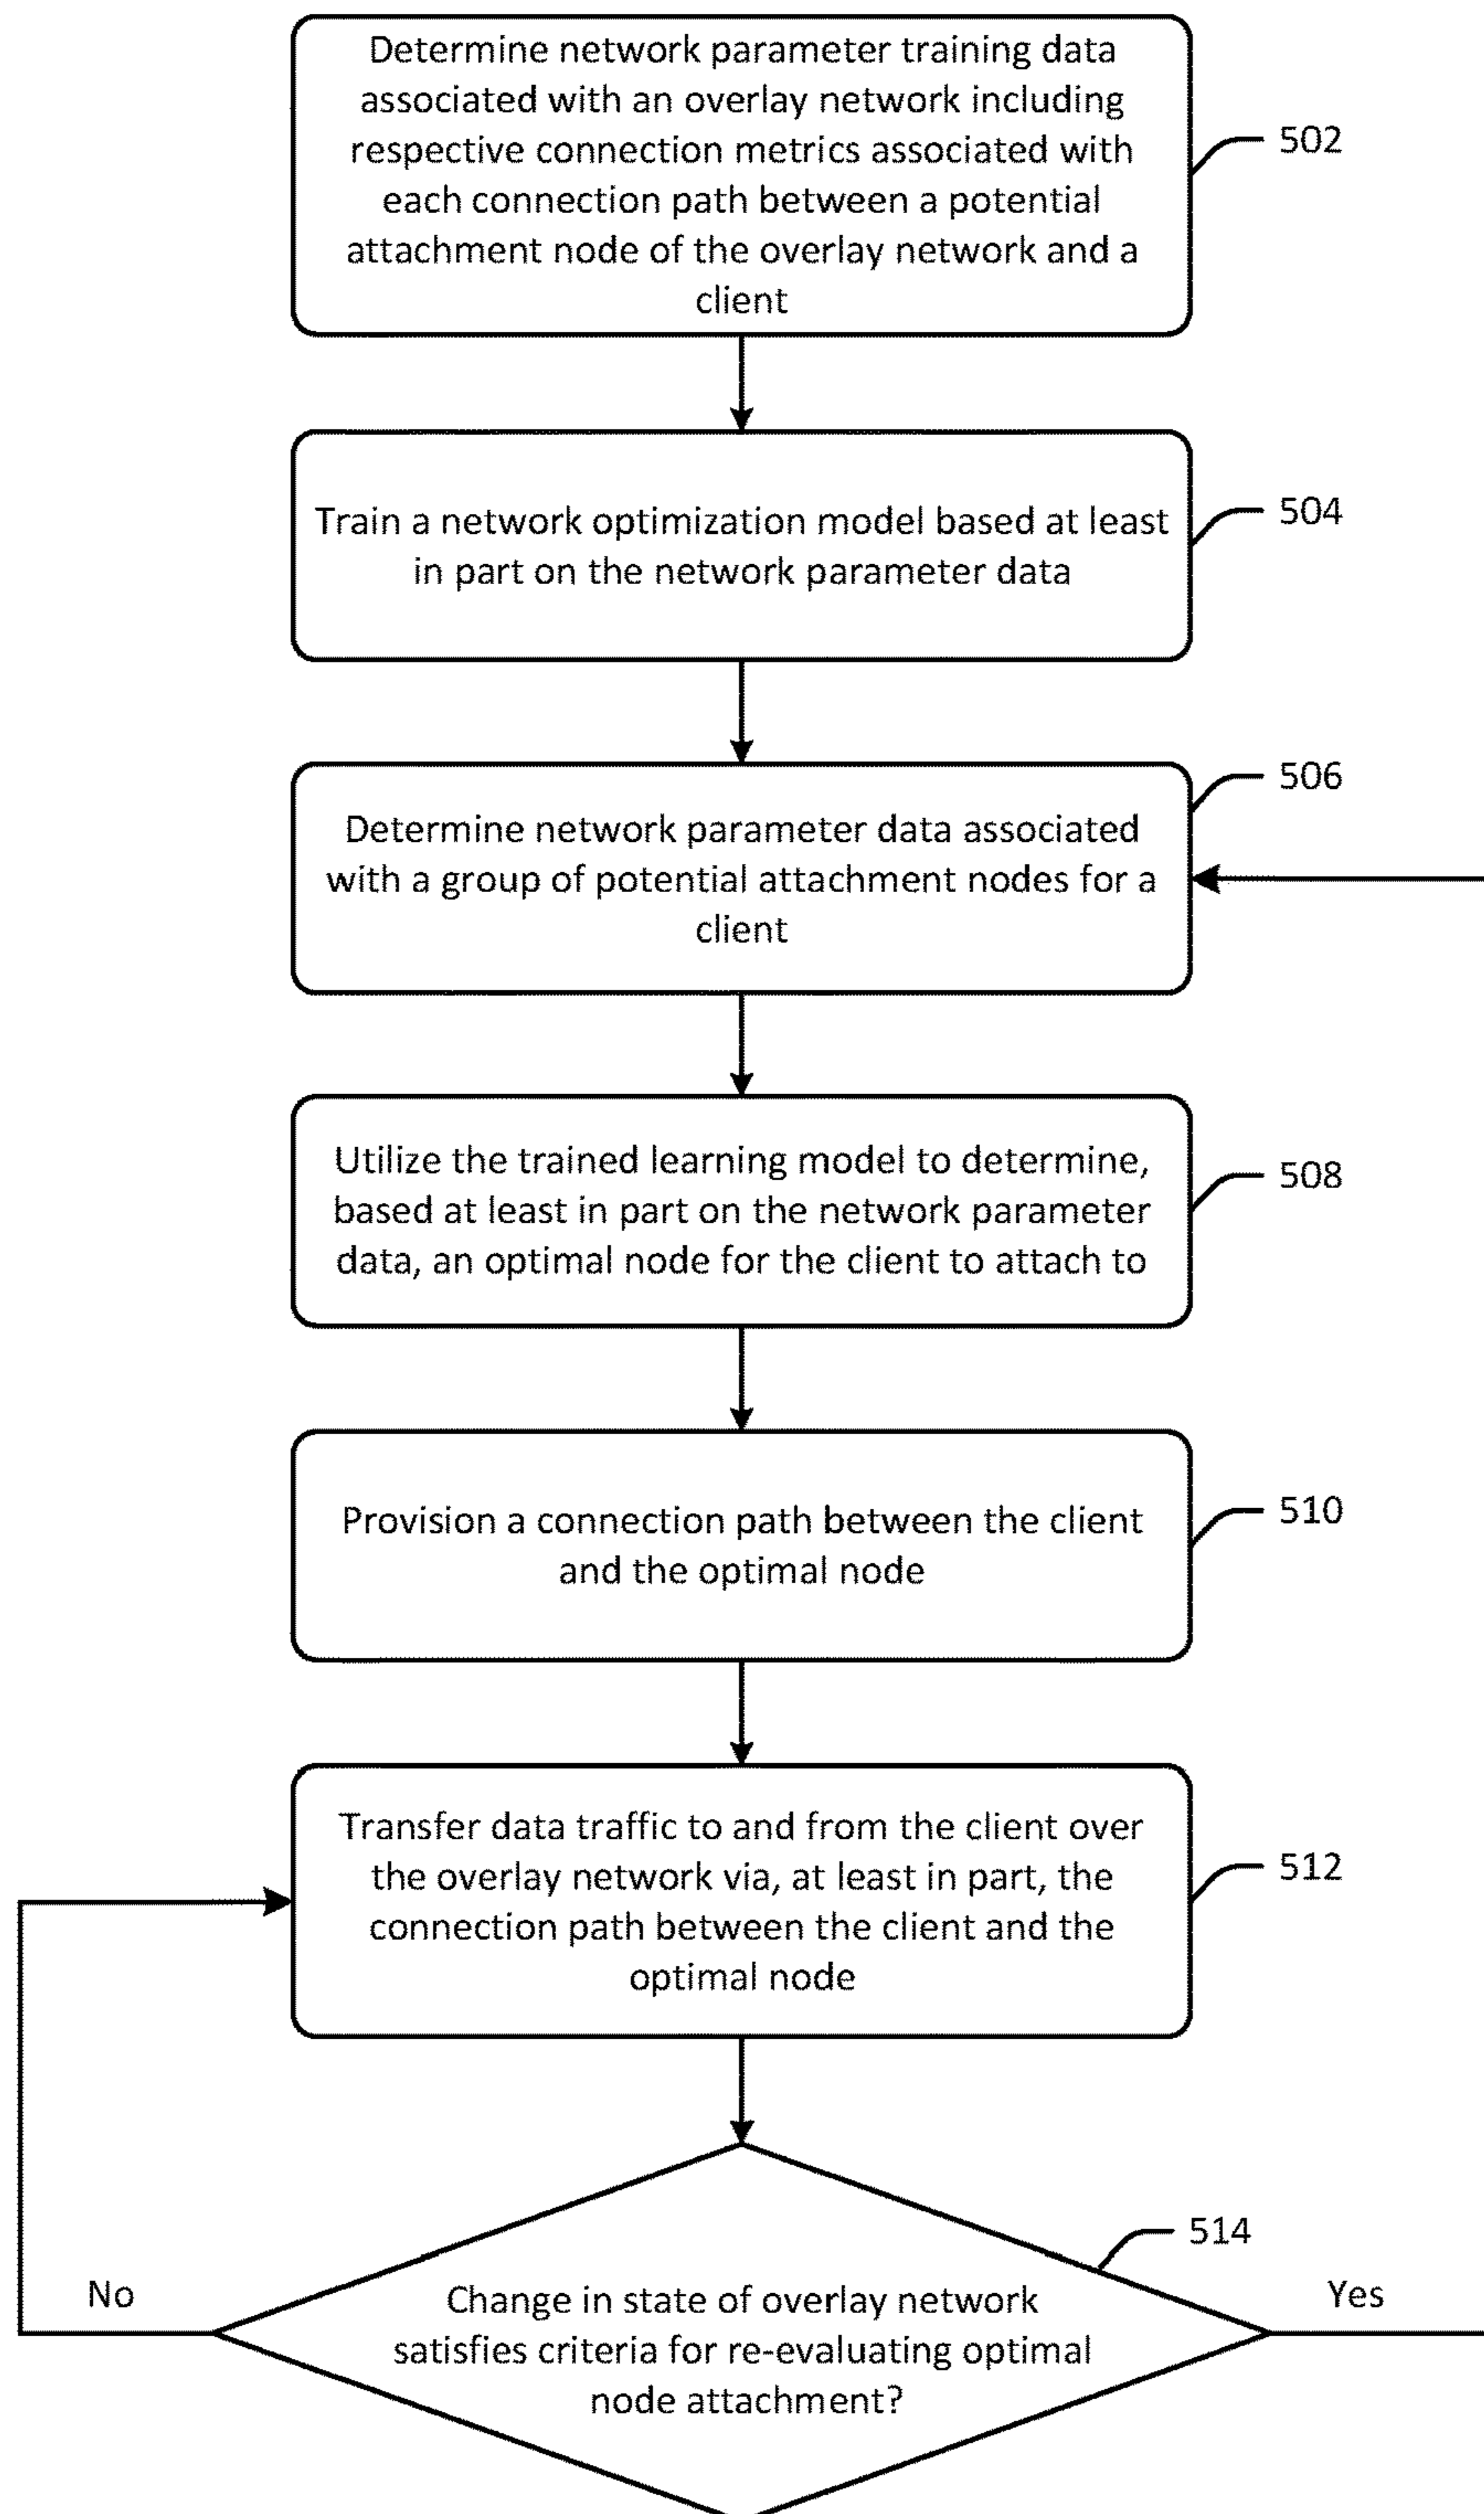 Determine network parameter training data
associated with an overlay network including
respective connection metrics associated with
each connection path between a potential
attachment node of the overlay network and a
client
502
Train a network optimization model based at least
in part on the network parameter data
504
506
Determine network parameter data associated
with a group of potential attachment nodes for a
client
Utilize the trained learning model to determine,
based at least in part on the network parameter
data, an optimal node for the client to attach to
508
Provision a connection path between the client
and the optimal node
510
Transfer data traffic to and from the client over
the overlay network via, at least in part, the
connection path between the client and the
optimal node
512
514
No
Yes
Change in state of overlay network
satisfies criteria for re-evaluating optimal
node attachment?